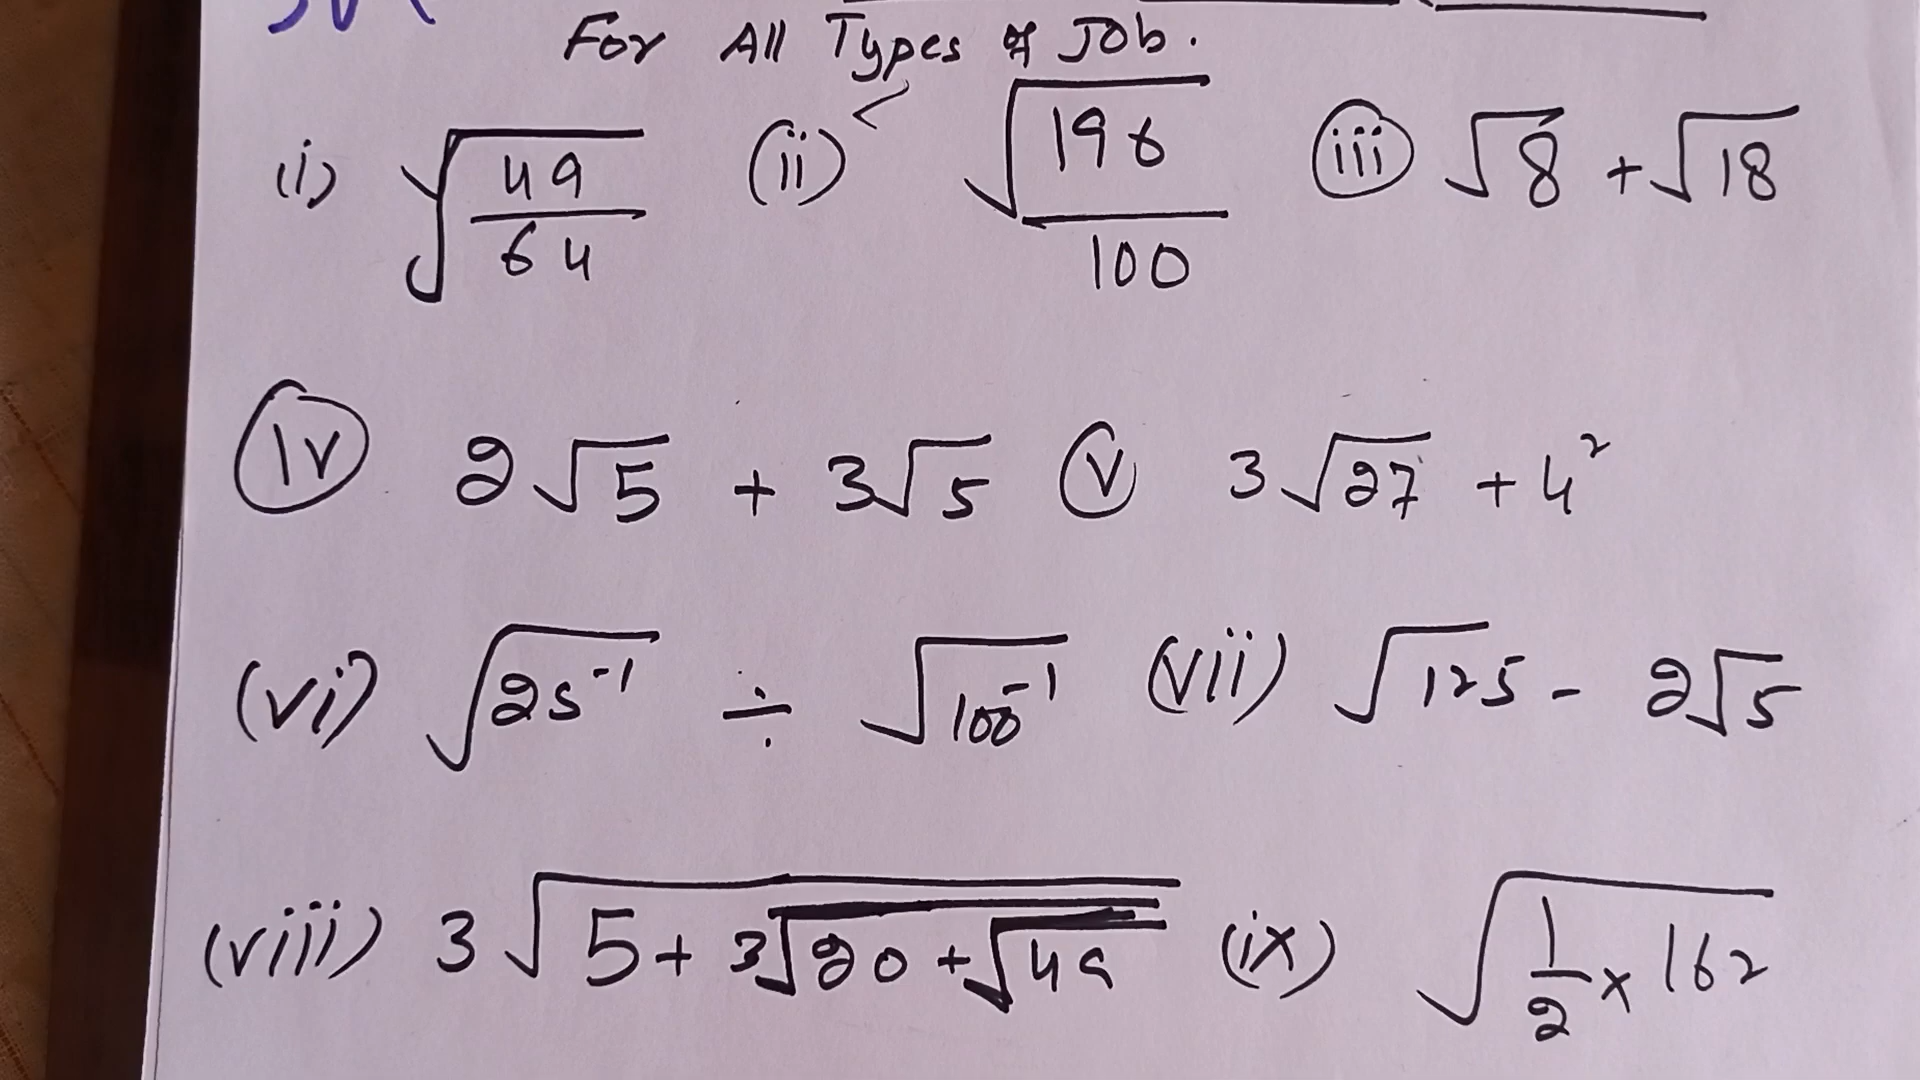 For All Types of Job.
(i) √(49/64) (ii) √196/100 (iii) √8 + √18
(iv) 2√5 + 3√5 (v) 3√27 + 4²
(vi) √25⁻¹ ÷ √100⁻¹ (vii) √125 - 2√5
(viii) 3√(5 + 3√(20 + √49)) (ix) √(1/2 x 162)